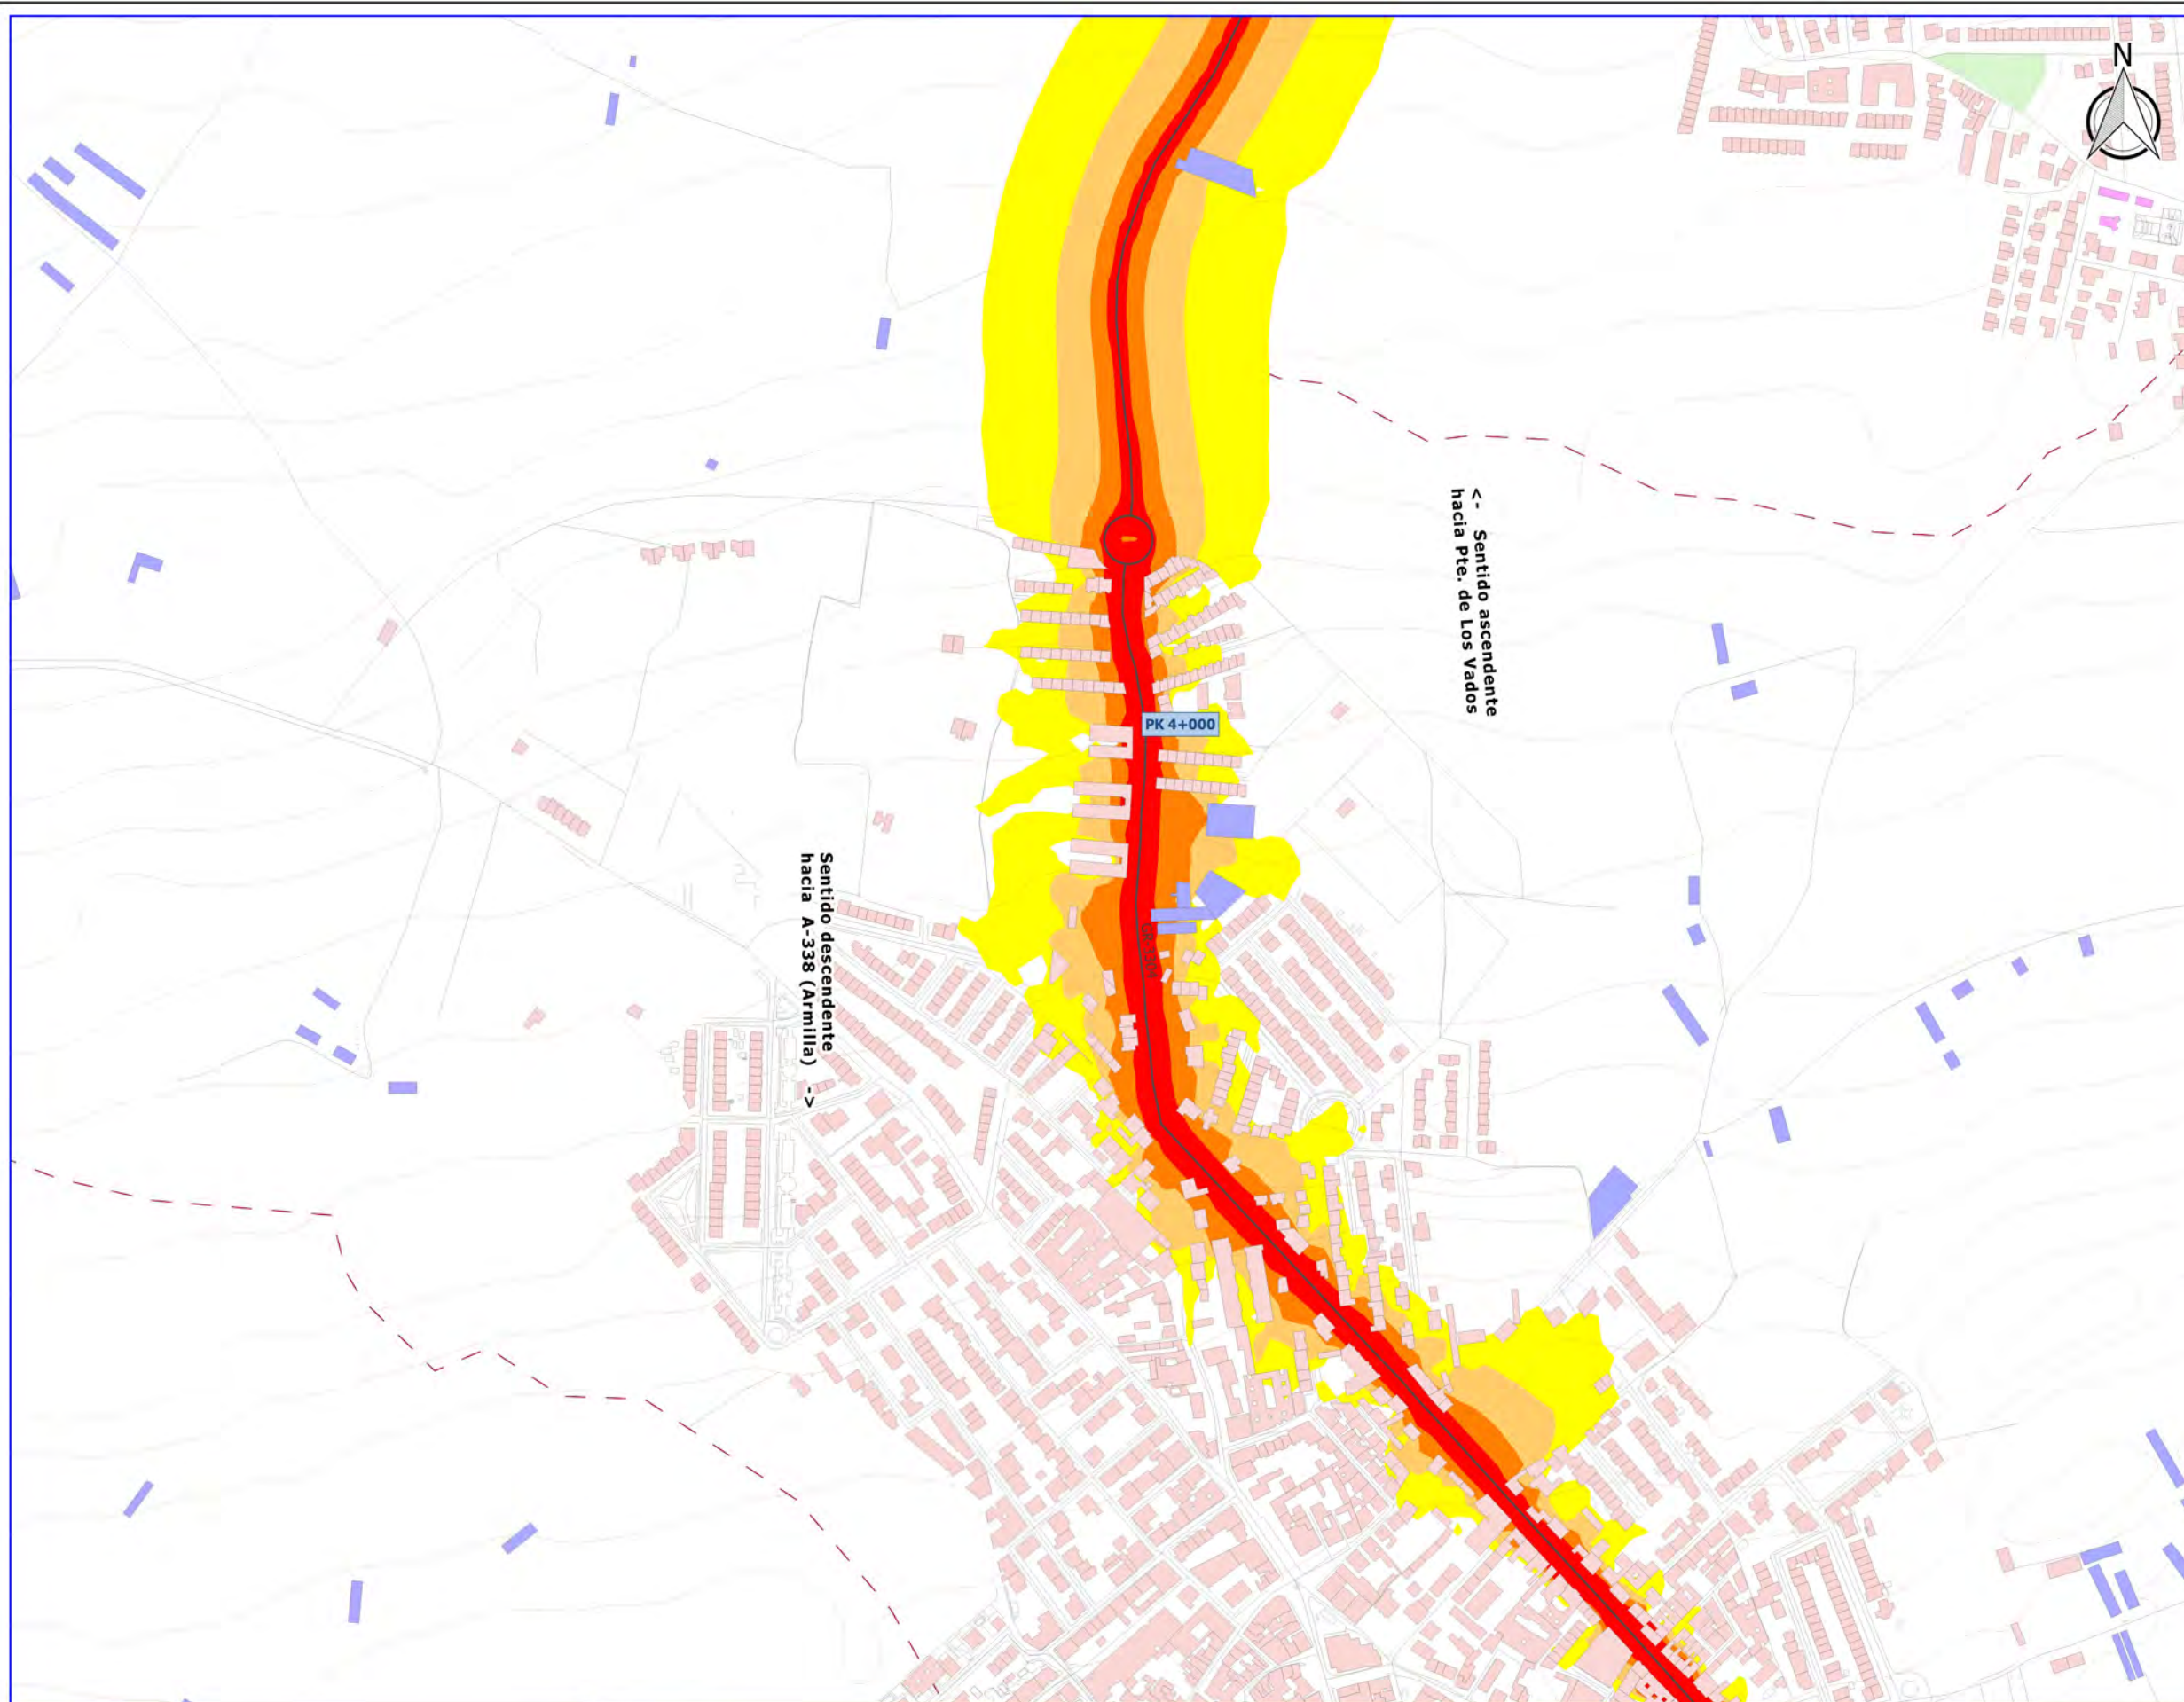 N
<- Sentido ascendente
hacia Pte. de Los Vados
PK 4+000
Sentido descendente
hacia A-338 (Armilla) ->